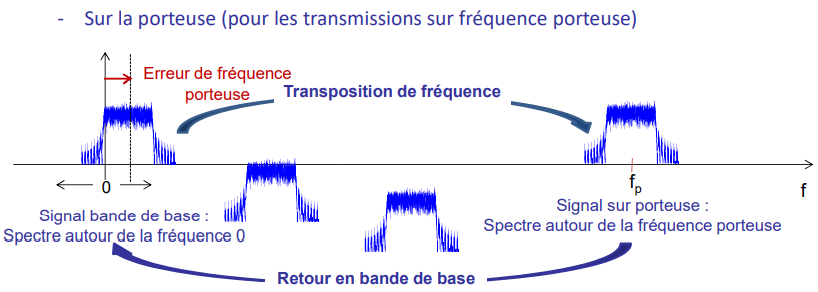 - Sur la porteuse (pour les transmissions sur fréquence porteuse)
Erreur de fréquence
porteuse
Transposition de fréquence
0
fp
f
Signal bande de base :
Spectre autour de la fréquence 0
Signal sur porteuse :
Spectre autour de la fréquence porteuse
Retour en bande de base